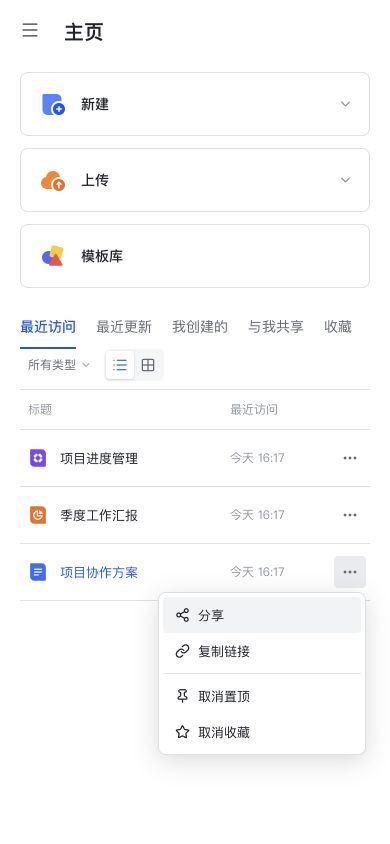 主页
新建
上传
模板库
最近访问 最近更新 我创建的 与我共享 收藏
所有类型
标题 最近访问
项目进度管理 今天 16:17
季度工作汇报 今天 16:17
项目协作方案 今天 16:17
分享
复制链接
取消置顶
取消收藏